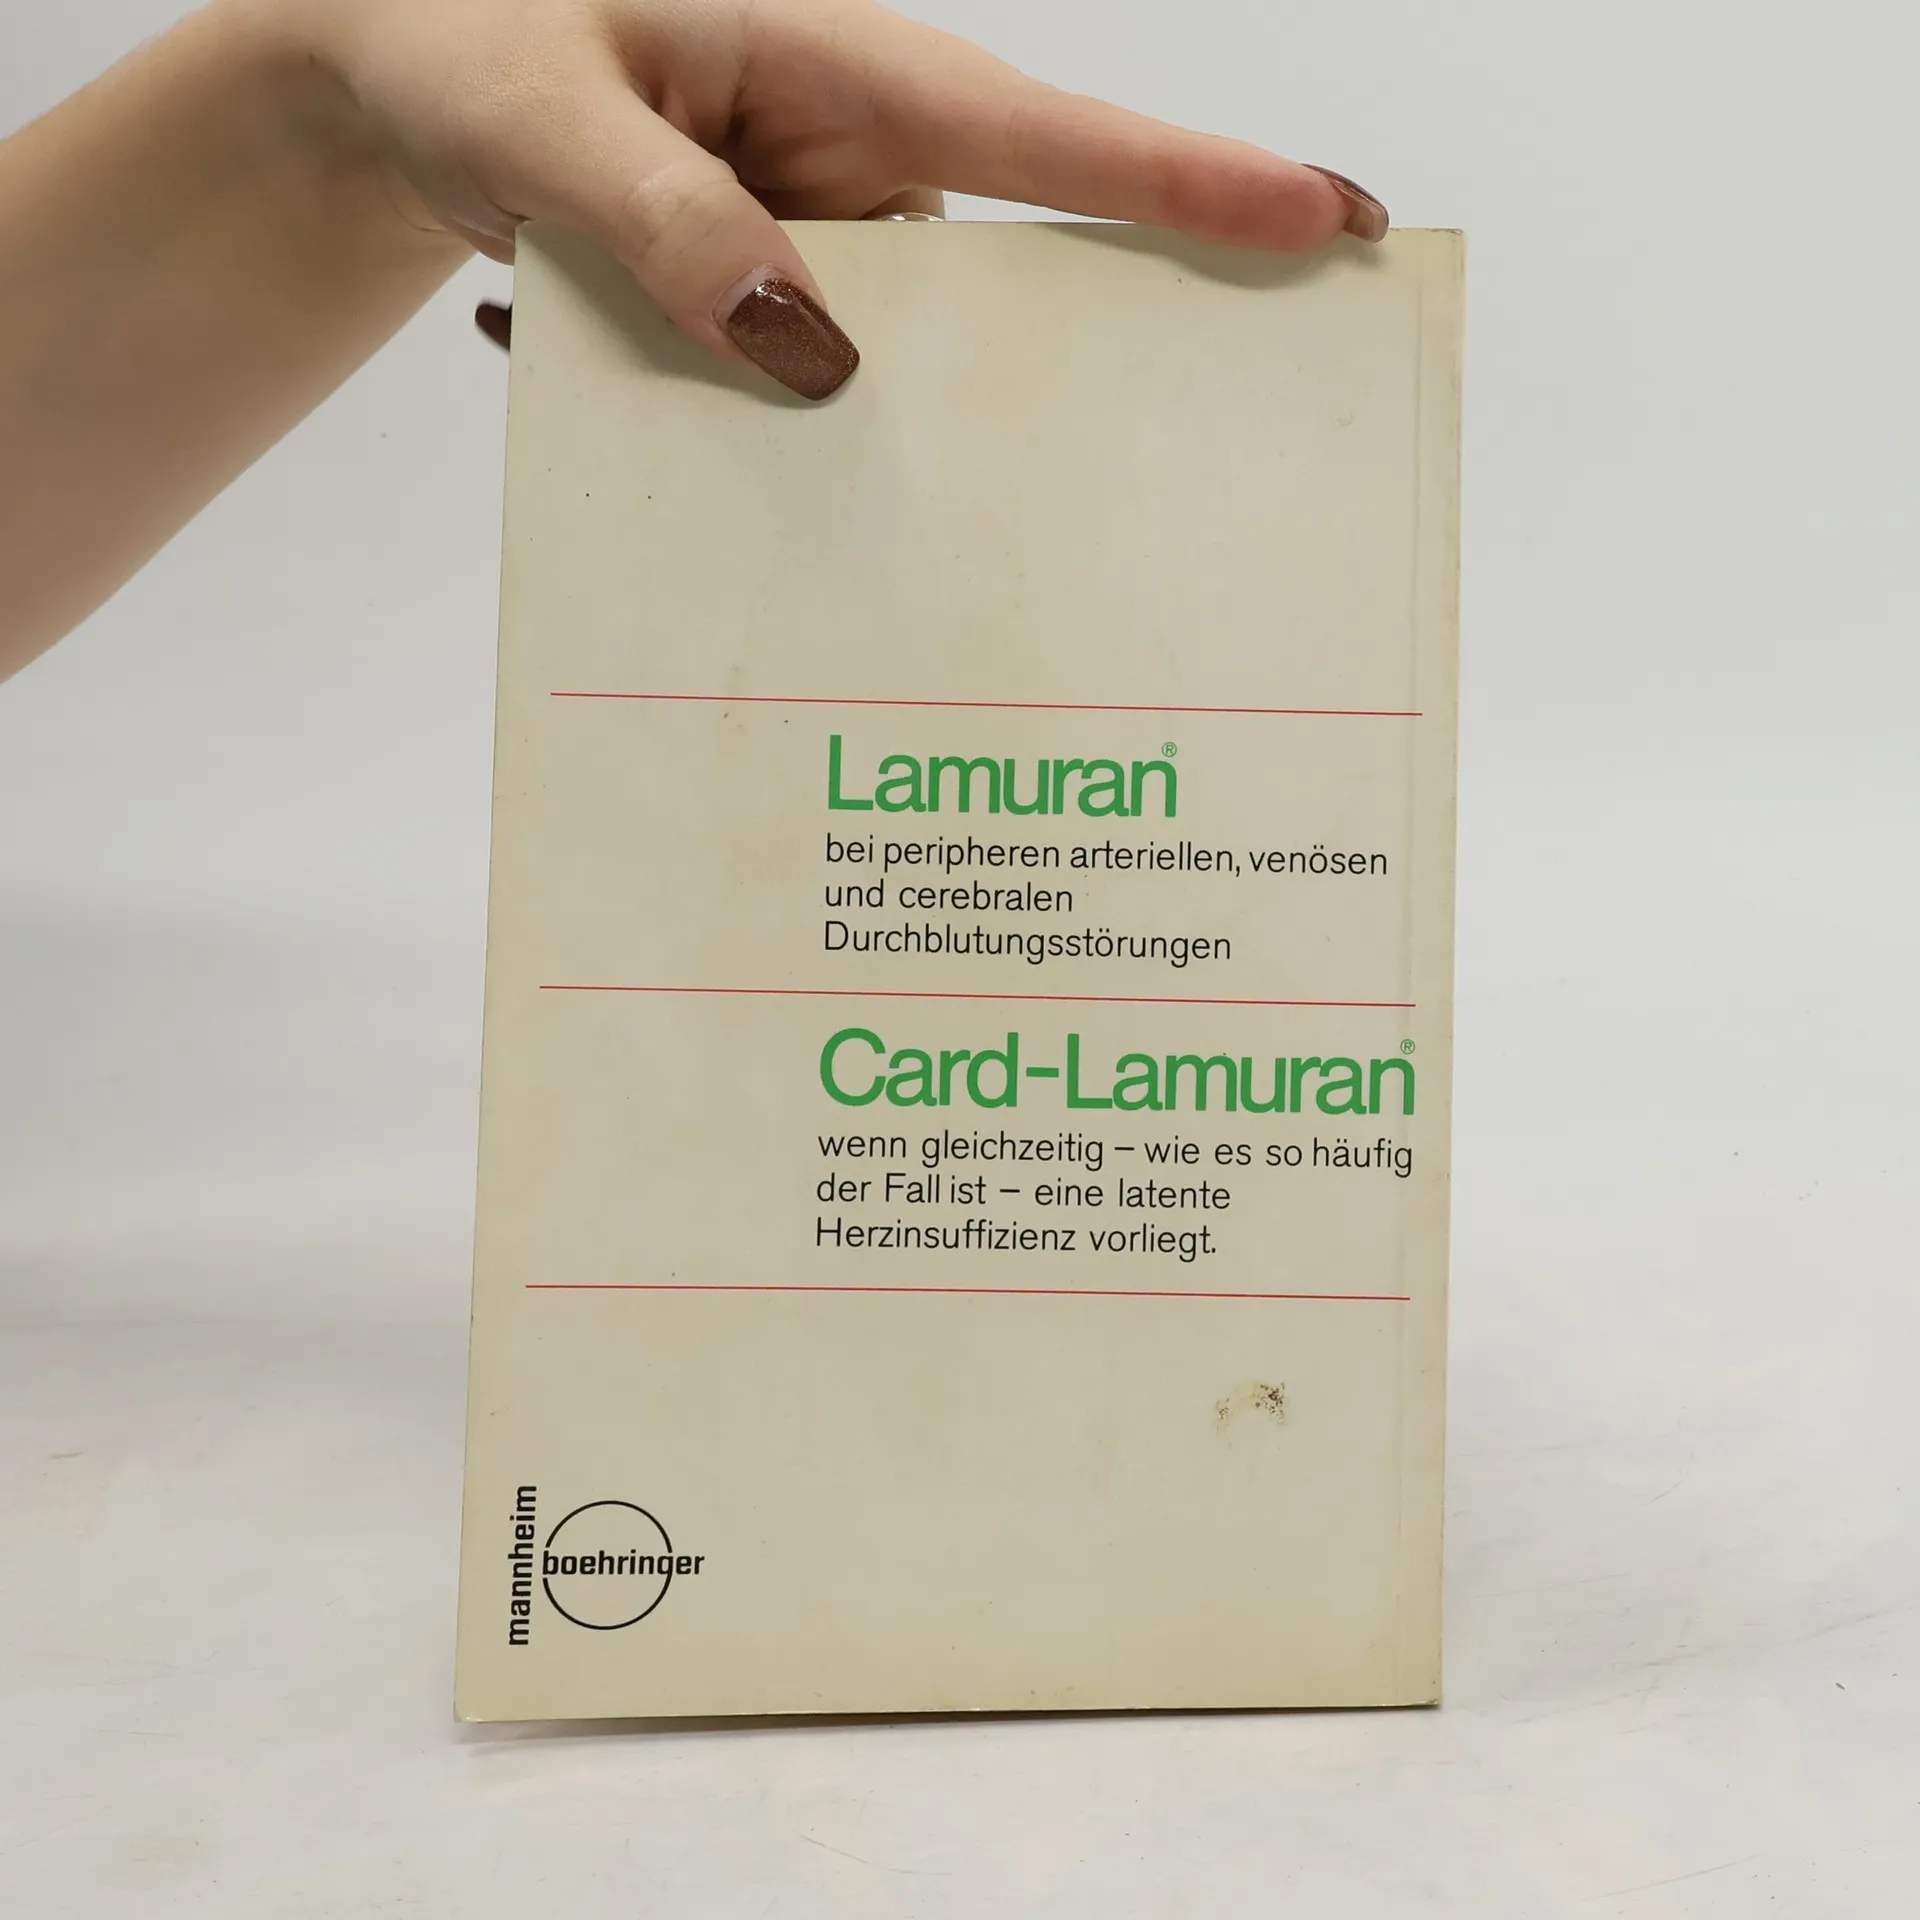 Lamuran®
bei peripheren arteriellen, venösen
und cerebralen
Durchblutungsstörungen
Card-Lamuran®
wenn gleichzeitig – wie es so häufig
der Fall ist – eine latente
Herzinsuffizienz vorliegt.
mannheim
boehringer